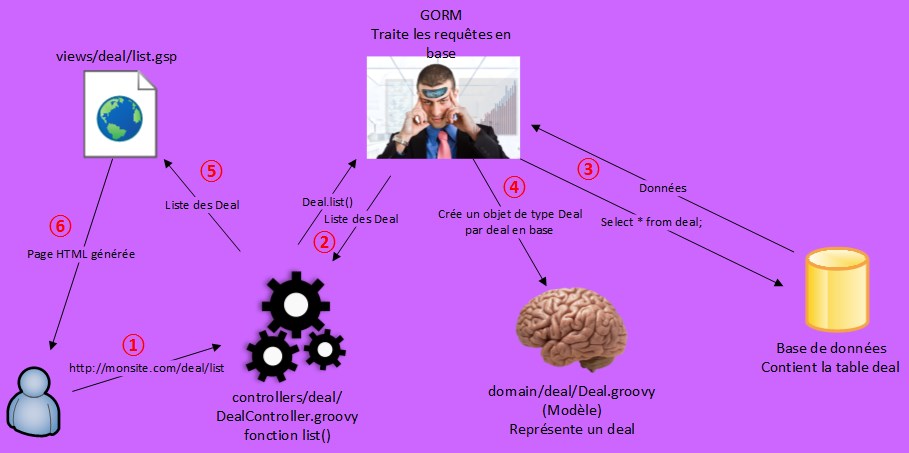 GORM
Traite les requêtes en
base
views/deal/list.gsp
⑤
Liste des Deal
Deal.list()
Liste des Deal
②
④
Crée un objet de type Deal
par deal en base
③
Données
Select * from deal;
⑥
Page HTML générée
①
http://monsite.com/deal/list
controllers/deal/
DealController.groovy
fonction list()
domain/deal/Deal.groovy
(Modèle)
Représente un deal
Base de données
Contient la table deal